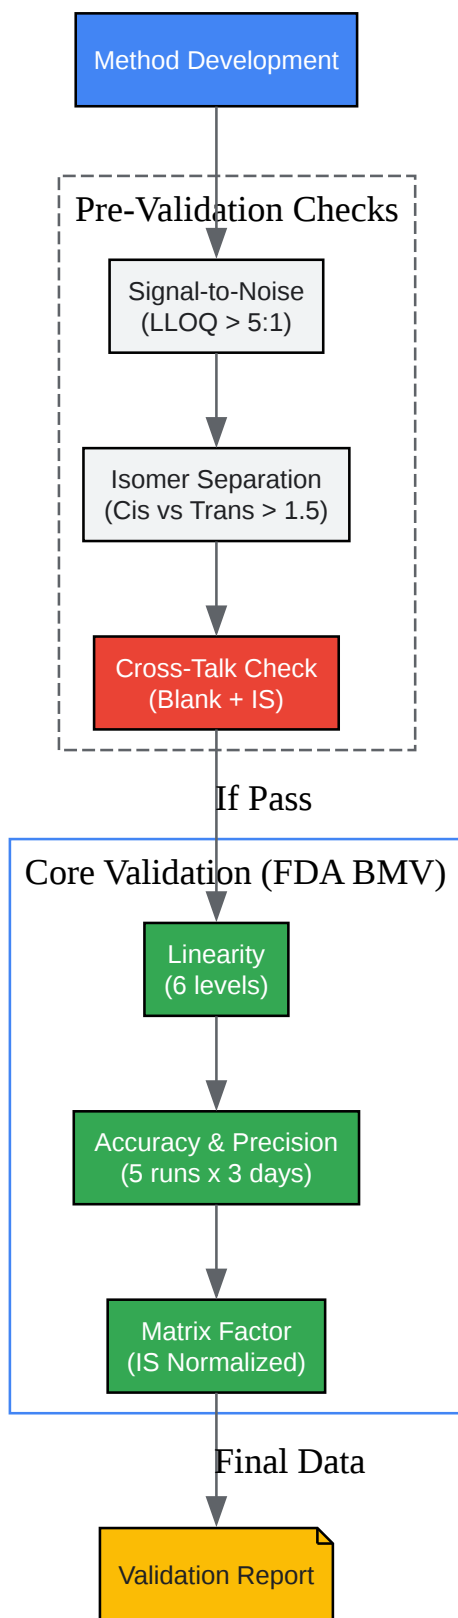 Method Development
Pre-Validation Checks
Signal-to-Noise
(LLOQ > 5:1)
Isomer Separation
(Cis vs Trans > 1.5)
Cross-Talk Check
(Blank + IS)
If Pass
Core Validation (FDA BMV)
Linearity
(6 levels)
Accuracy & Precision
(5 runs x 3 days)
Matrix Factor
(IS Normalized)
Final Data
Validation Report